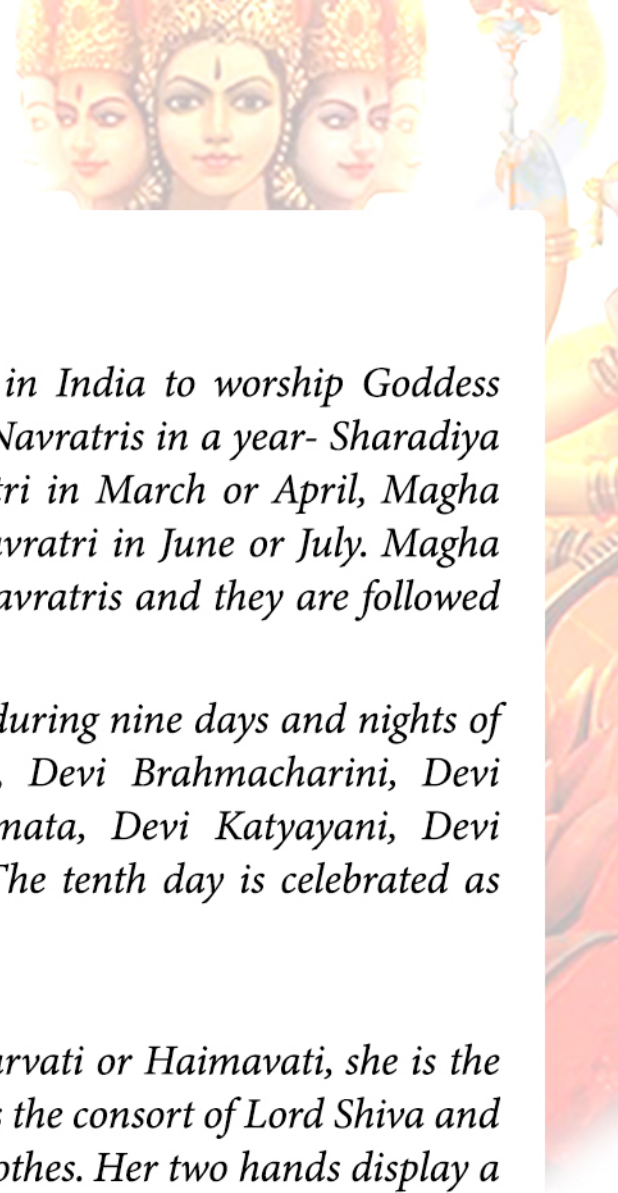 in India to worship Goddess
Navratris in a year- Sharadiya
tri in March or April, Magha
avratri in June or July. Magha
avratris and they are followed
during nine days and nights of
, Devi Brahmacharini, Devi
mata, Devi Katyayani, Devi
The tenth day is celebrated as
arvati or Haimavati, she is the
s the consort of Lord Shiva and
othes. Her two hands display a